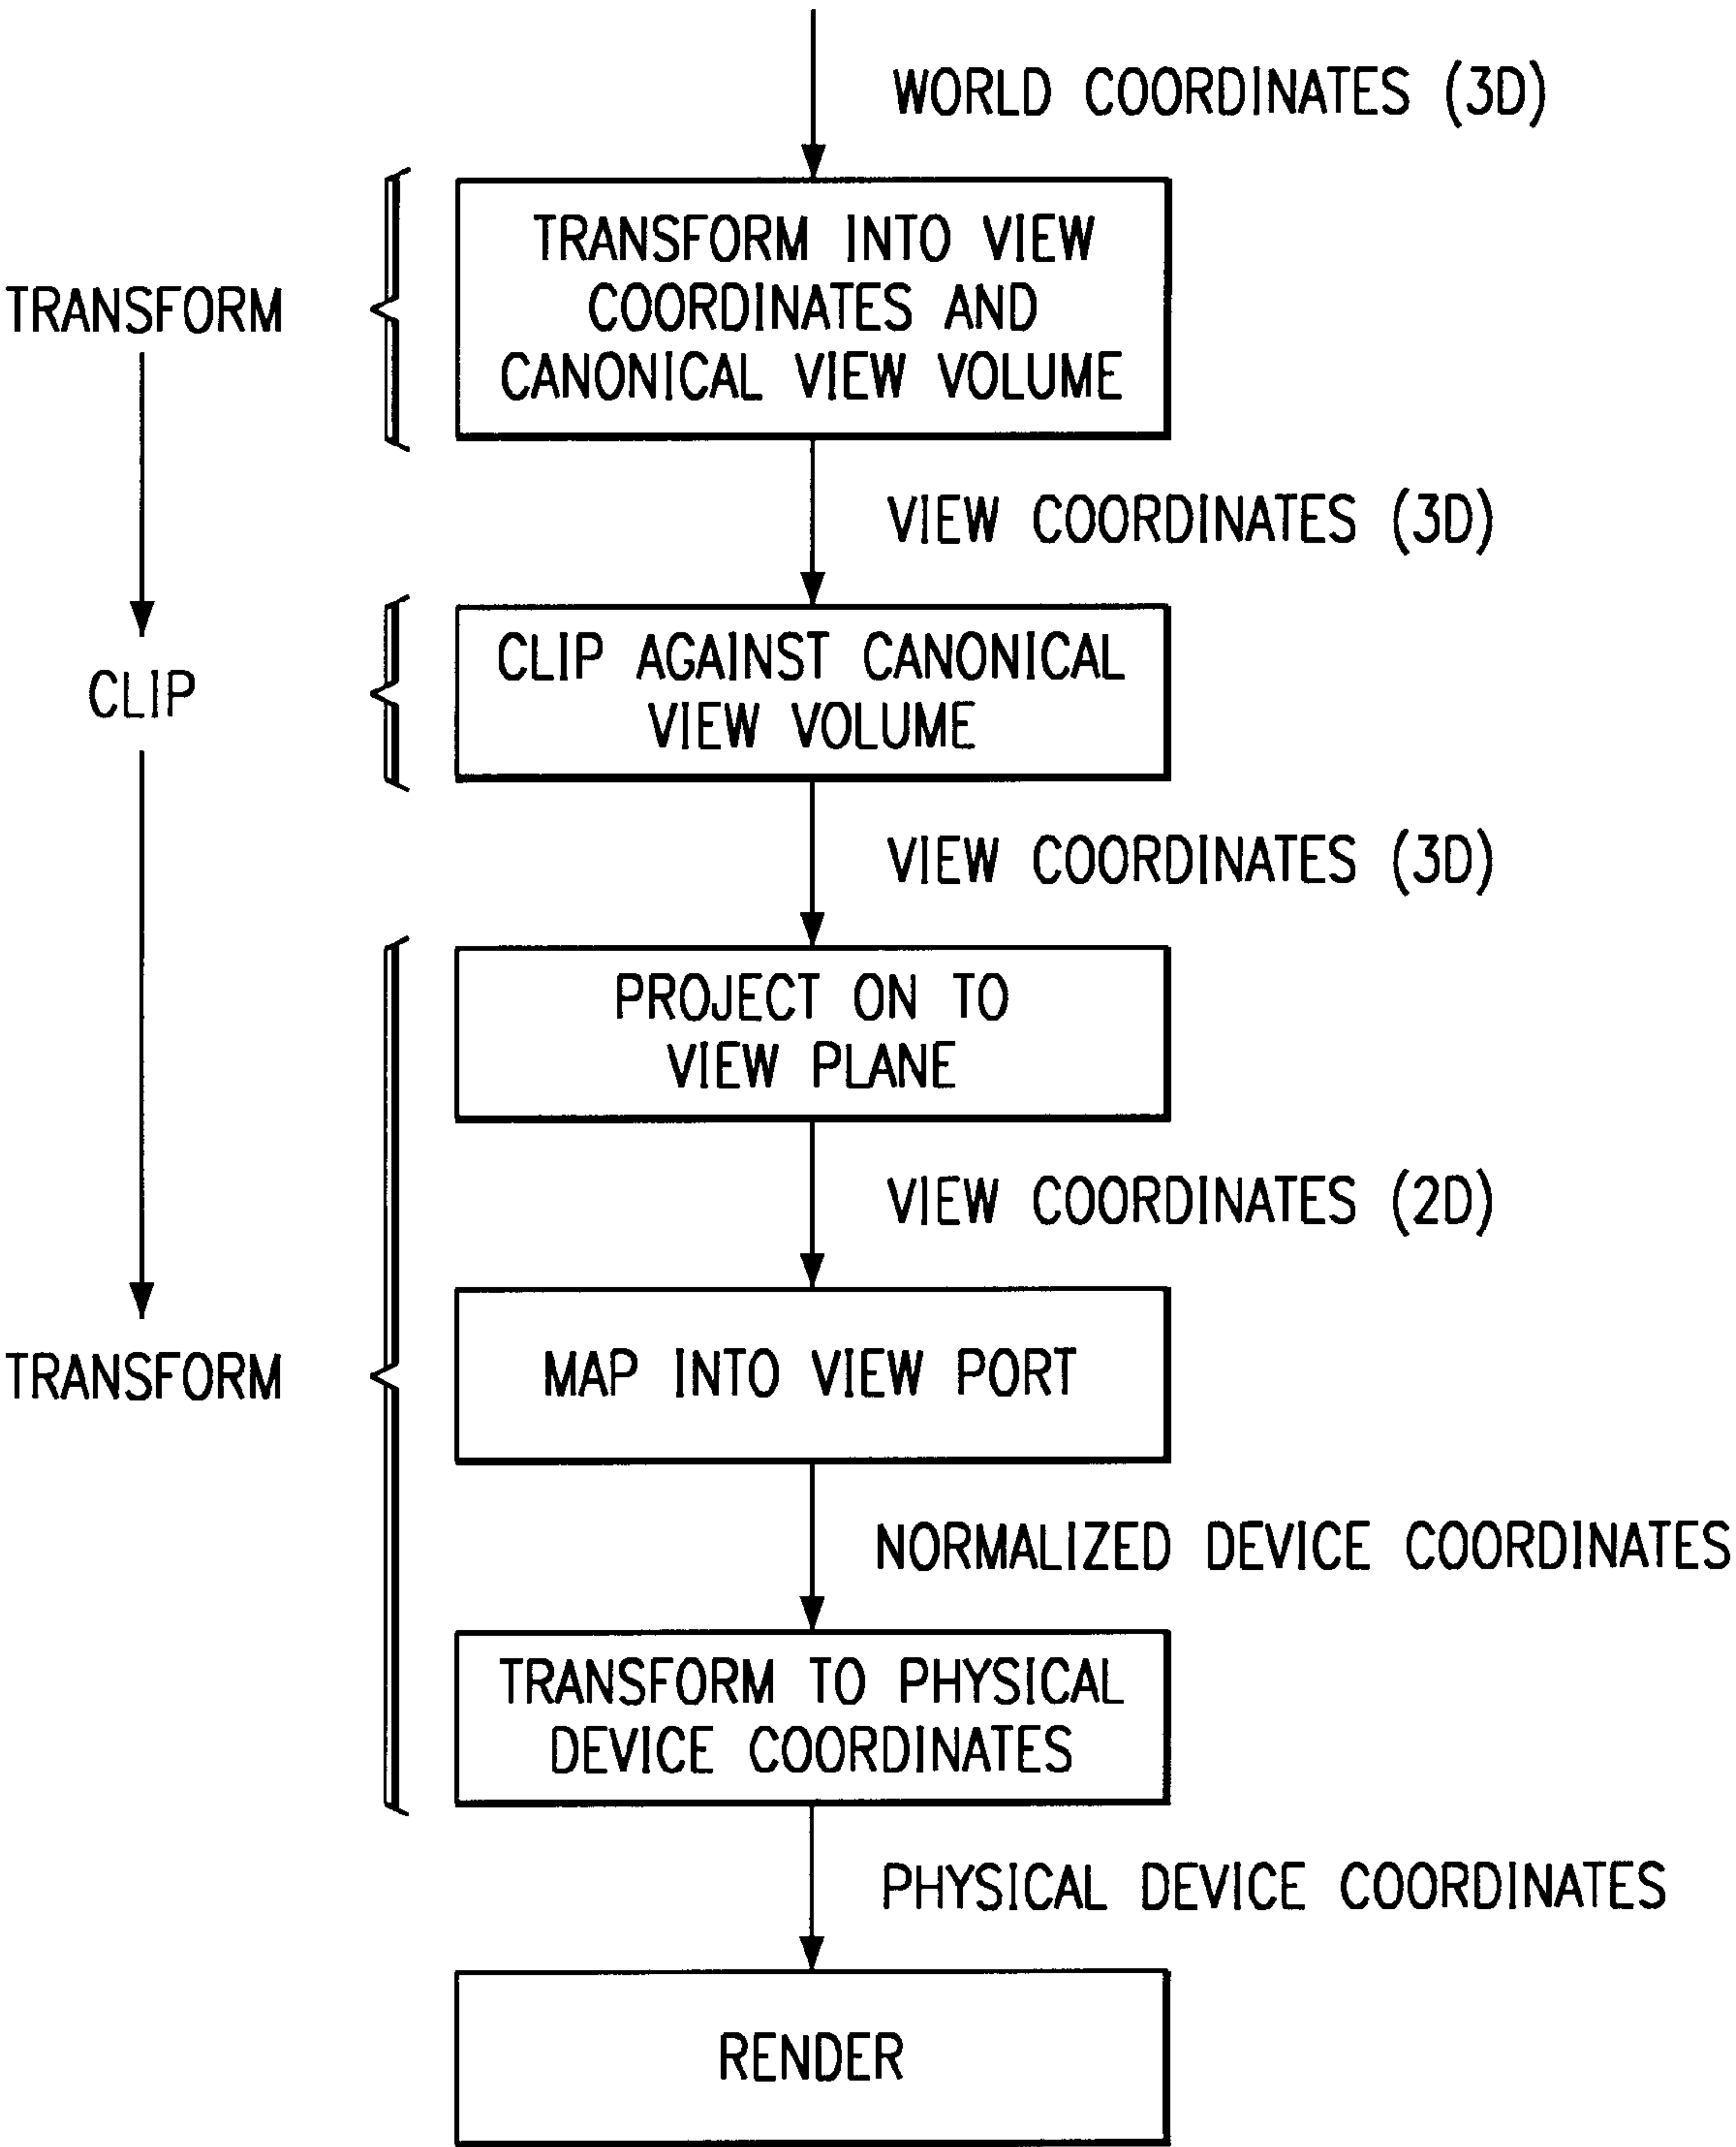 WORLD COORDINATES (3D)
TRANSFORM
TRANSFORM INTO VIEW
COORDINATES AND
CANONICAL VIEW VOLUME
VIEW COORDINATES (3D)
CLIP
CLIP AGAINST CANONICAL
VIEW VOLUME
VIEW COORDINATES (3D)
PROJECT ON TO
VIEW PLANE
VIEW COORDINATES (2D)
TRANSFORM
MAP INTO VIEW PORT
NORMALIZED DEVICE COORDINATES
TRANSFORM TO PHYSICAL
DEVICE COORDINATES
PHYSICAL DEVICE COORDINATES
RENDER